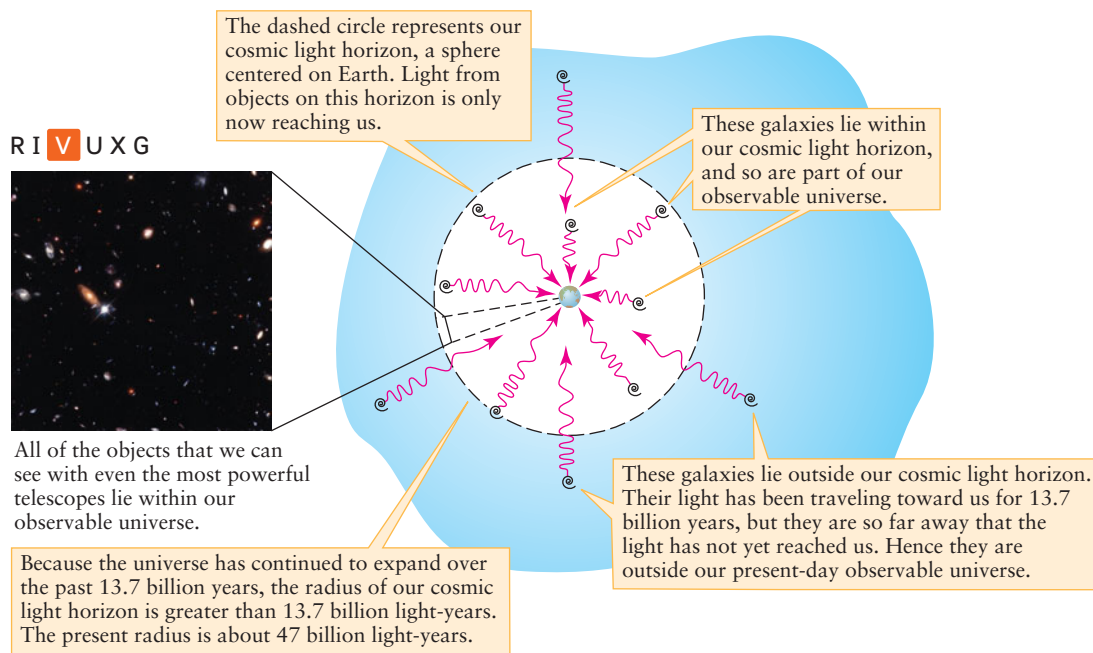 The dashed circle represents our
cosmic light horizon, a sphere
centered on Earth. Light from
objects on this horizon is only
now reaching us.
These galaxies lie within
our cosmic light horizon,
and so are part of our
observable universe.
R I V U X G
All of the objects that we can
see with even the most powerful
telescopes lie within our
observable universe.
These galaxies lie outside our cosmic light horizon.
Their light has been traveling toward us for 13.7
billion years, but they are so far away that the
light has not yet reached us. Hence they are
outside our present-day observable universe.
Because the universe has continued to expand over
the past 13.7 billion years, the radius of our cosmic
light horizon is greater than 13.7 billion light-years.
The present radius is about 47 billion light-years.